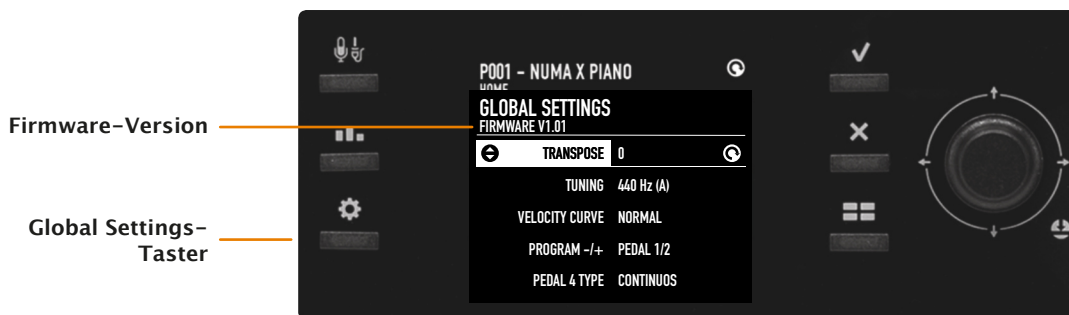 P001 - NUMA X PIANO
GLOBAL SETTINGS
Firmware-Version
FIRMWARE V1.01
TRANSPOSE 0
TUNING 440 Hz (A)
VELOCITY CURVE NORMAL
Global Settings-
Taster
PROGRAM -/+ PEDAL 1/2
PEDAL 4 TYPE CONTINUOS